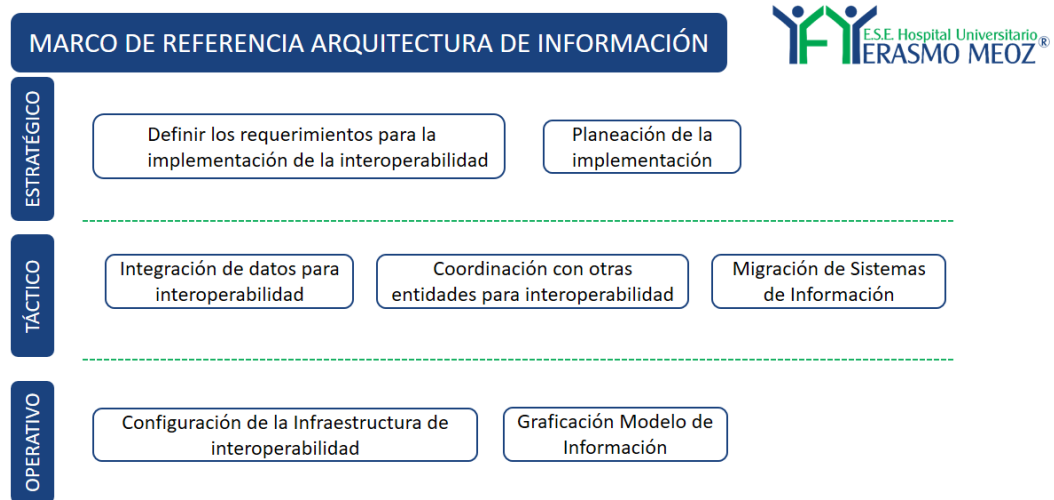 MARCO DE REFERENCIA ARQUITECTURA DE INFORMACIÓN
E.S.E. Hospital Universitario
ERASMO MEOZ®
ESTRATÉGICO
Definir los requerimientos para la
implementación de la interoperabilidad
Planeación de la
implementación
TÁCTICO
Integración de datos para
interoperabilidad
Coordinación con otras
entidades para interoperabilidad
Migración de Sistemas
de Información
OPERATIVO
Configuración de la Infraestructura de
interoperabilidad
Graficación Modelo de
Información